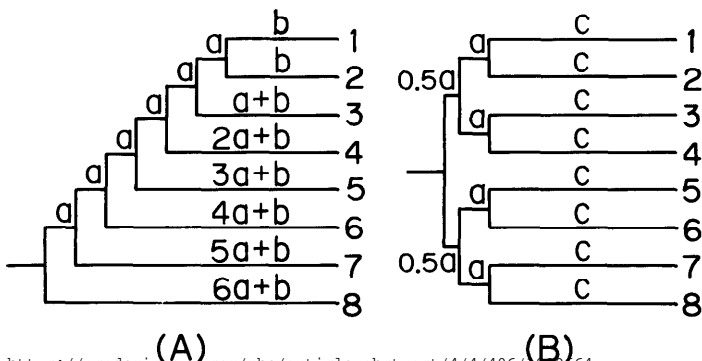 b c
a 1 a 1
b c
a 2 0.5a 2
a a+b a c
3 3
a 2a+b c
4 4
a 3a+b a c
5 5
a 4a+b c
6 6
5a+b 0.5a a c
7 7
6a+b c
8 8
(A) (B)